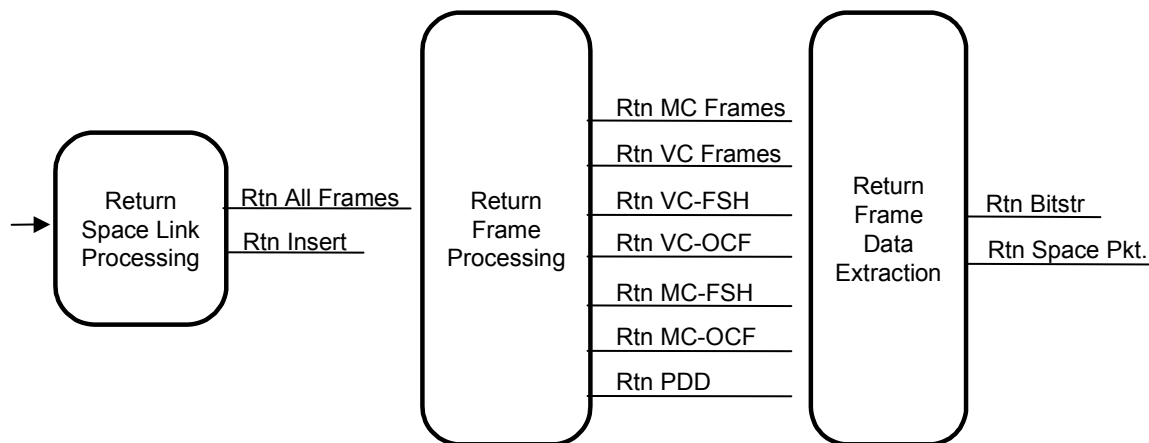 Return
Space Link
Processing
Rtn All Frames
Rtn Insert
Return
Frame
Processing
Rtn MC Frames
Rtn VC Frames
Rtn VC-FSH
Rtn VC-OCF
Rtn MC-FSH
Rtn MC-OCF
Rtn PDD
Return
Frame
Data
Extraction
Rtn Bitstr
Rtn Space Pkt.